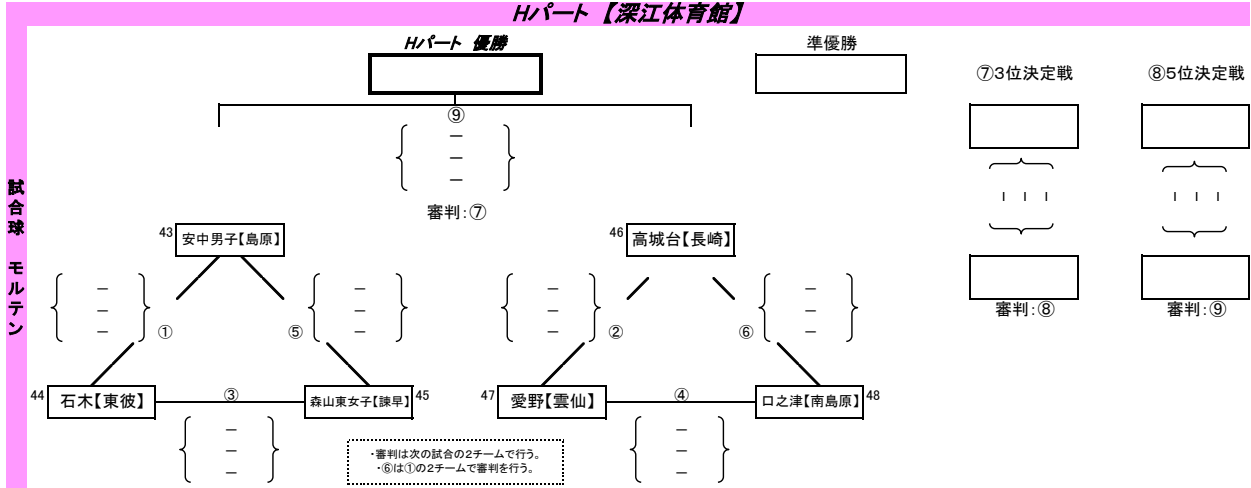 Hパート【深江体育館】
Hパート 優勝
準優勝
⑦3位決定戦
⑧5位決定戦
⑨
－
－
－
審判:⑦
試合球 モルテン
43 安中男子【島原】
46 高城台【長崎】
－
－
－
①
－
－
－
⑤
－
－
－
②
－
－
－
⑥
－ － －
－ － －
審判:⑧
審判:⑨
44 石木【東彼】
③
森山東女子【諫早】 45
47 愛野【雲仙】
④
口之津【南島原】 48
－
－
－
－
－
－
・審判は次の試合の2チームで行う。
・⑥は①の2チームで審判を行う。